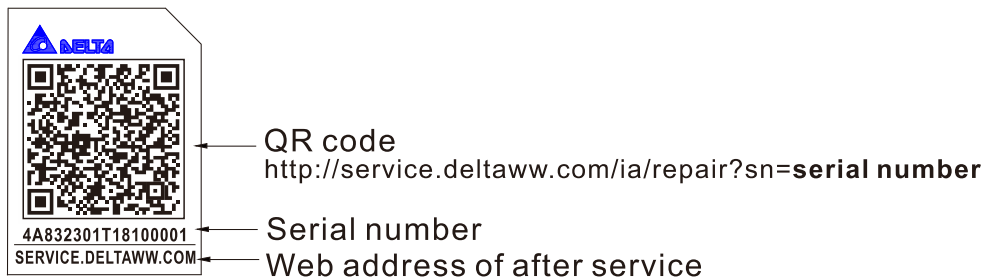 DELTA
QR code
http://service.deltaww.com/ia/repair?sn=serial number
4A832301T18100001
Serial number
SERVICE.DELTAWW.COM
Web address of after service